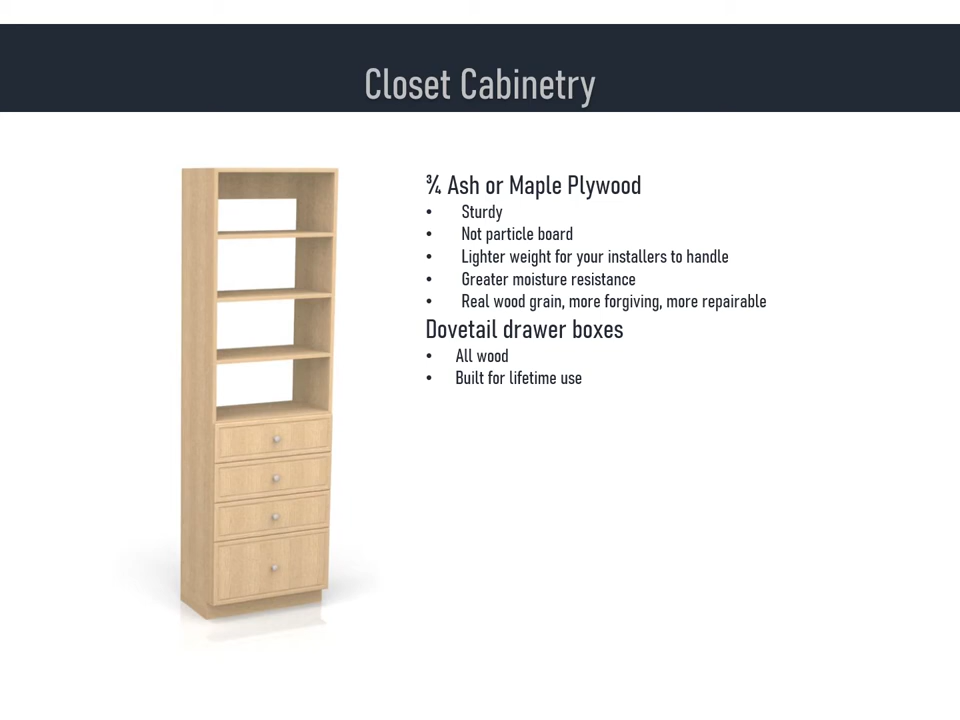 Closet Cabinetry
¾ Ash or Maple Plywood
• Sturdy
• Not particle board
• Lighter weight for your installers to handle
• Greater moisture resistance
• Real wood grain, more forgiving, more repairable
Dovetail drawer boxes
• All wood
• Built for lifetime use